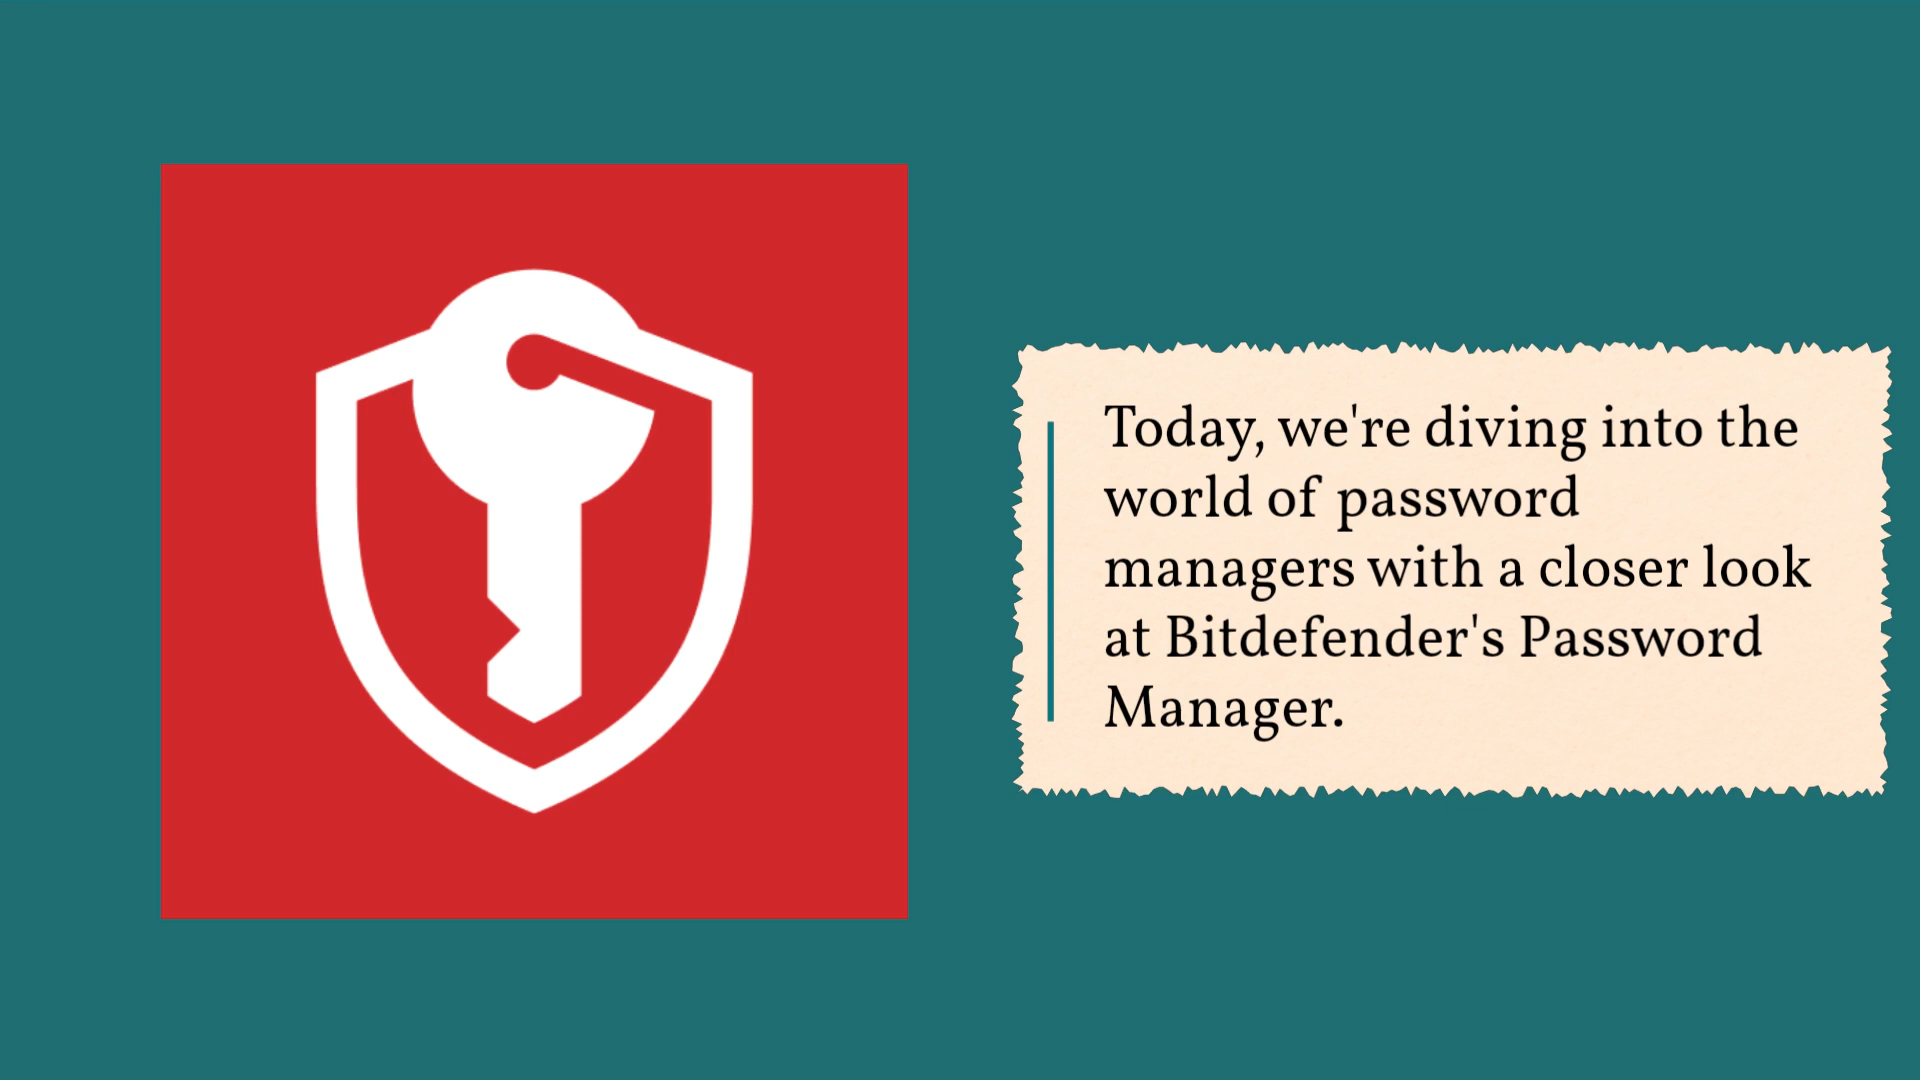 Today, we're diving into the
world of password
managers with a closer look
at Bitdefender's Password
Manager.